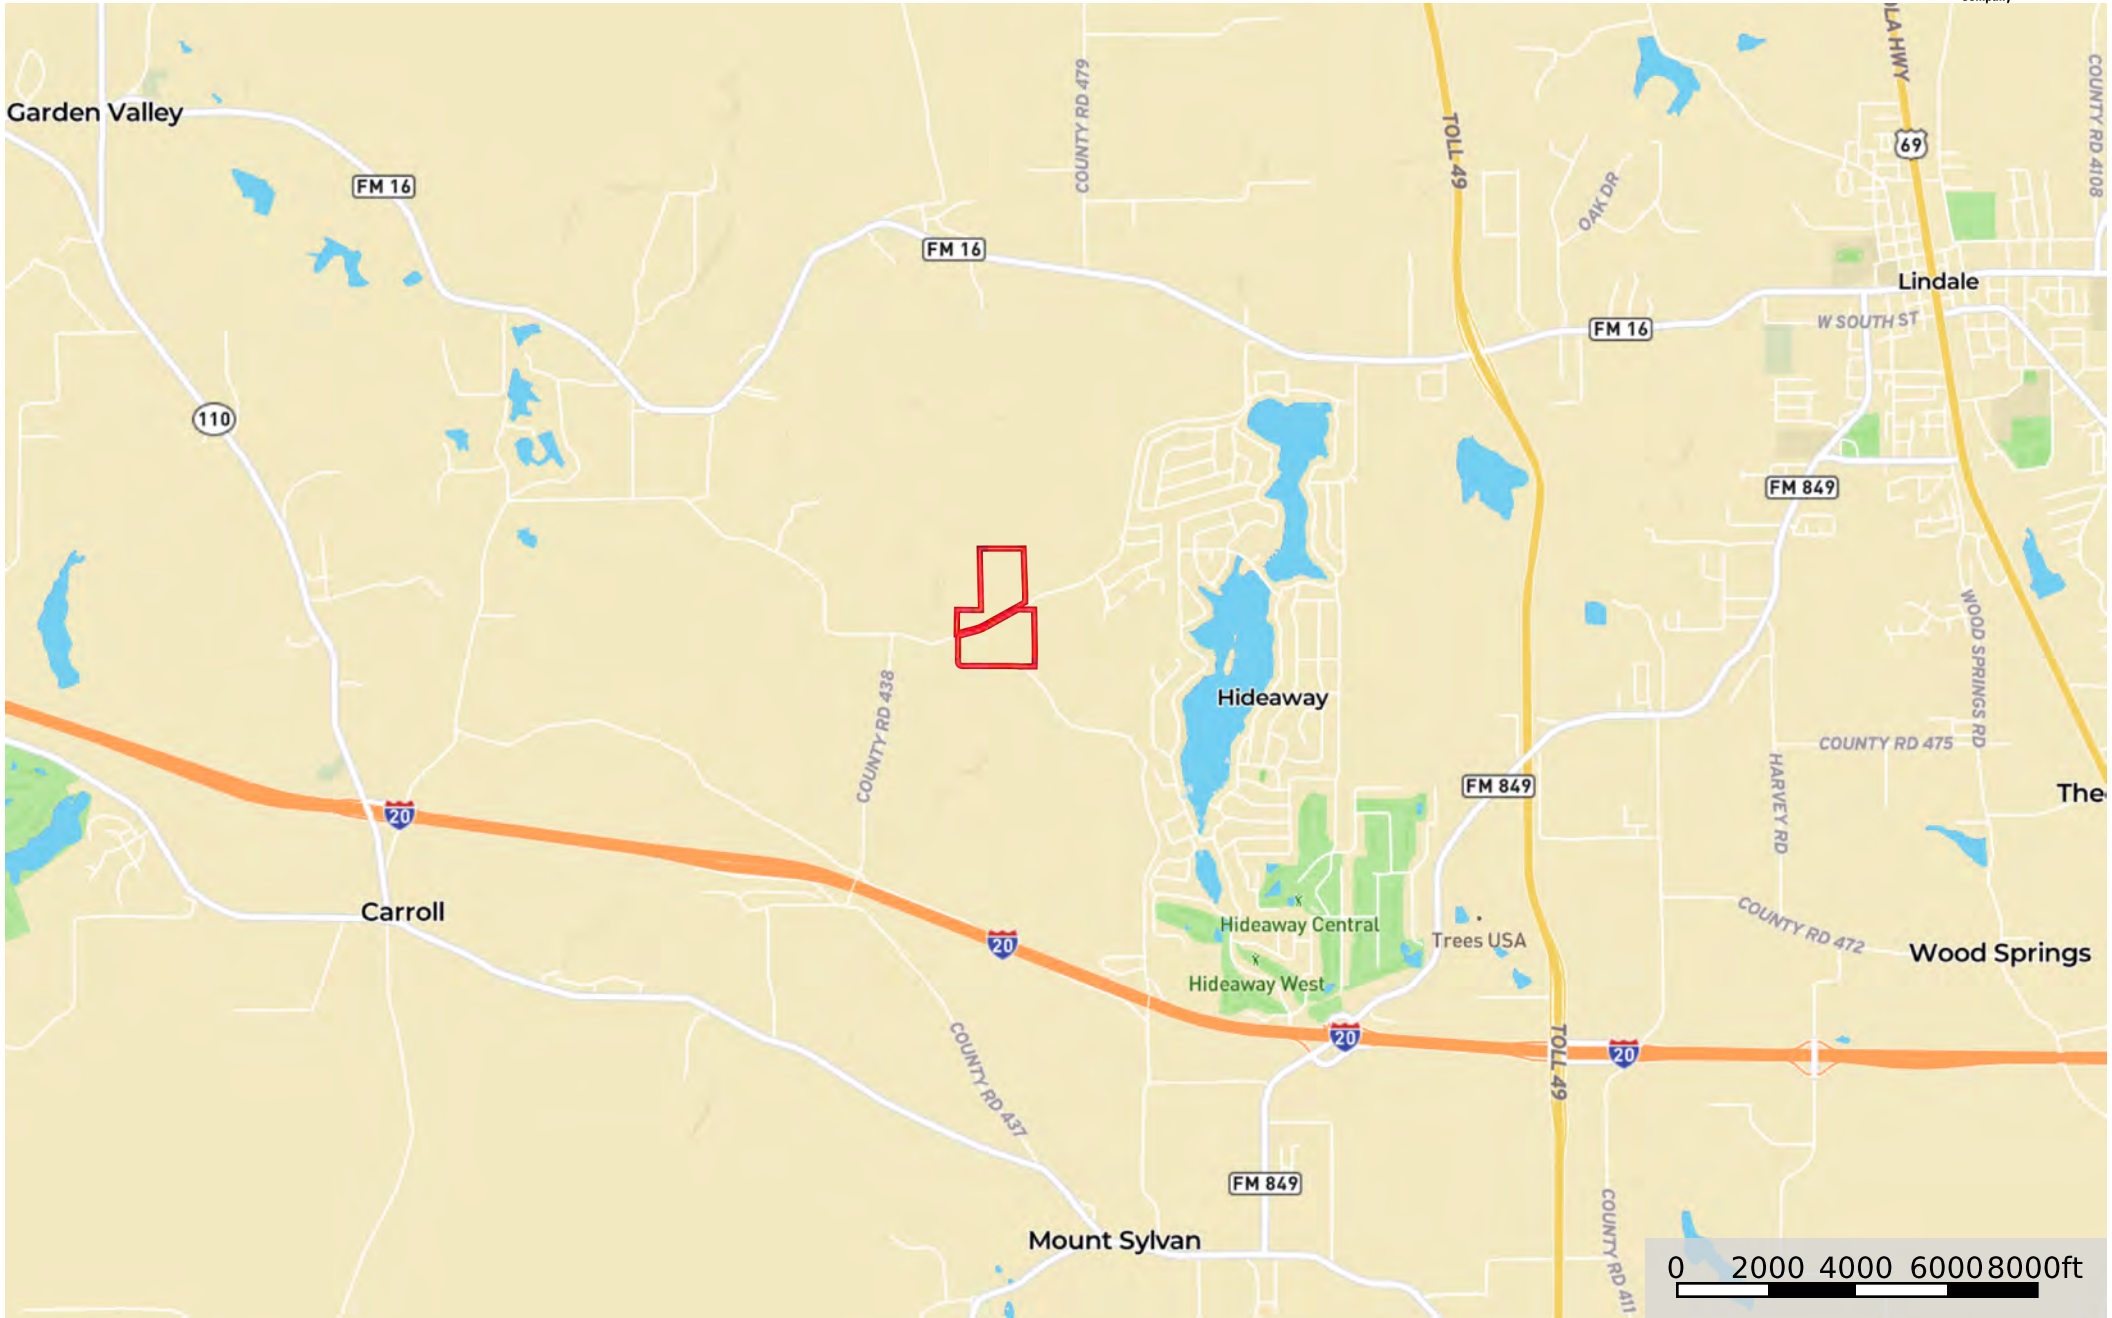 Company
OLA HWY
COUNTY RD 479
COUNTY RD 4108
Garden Valley
TOLL 49
69
FM 16
OAK DR
FM 16
Lindale
FM 16
W SOUTH ST
110
FM 849
WOOD SPRINGS RD
COUNTY RD 438
Hideaway
COUNTY RD 475
HARVEY RD
FM 849
The
20
Carroll
Hideaway Central
Trees USA
COUNTY RD 472
20
Wood Springs
Hideaway West
20
20
TOLL 49
COUNTY RD 437
FM 849
Mount Sylvan
COUNTY RD 411
0 2000 4000 6000 8000ft